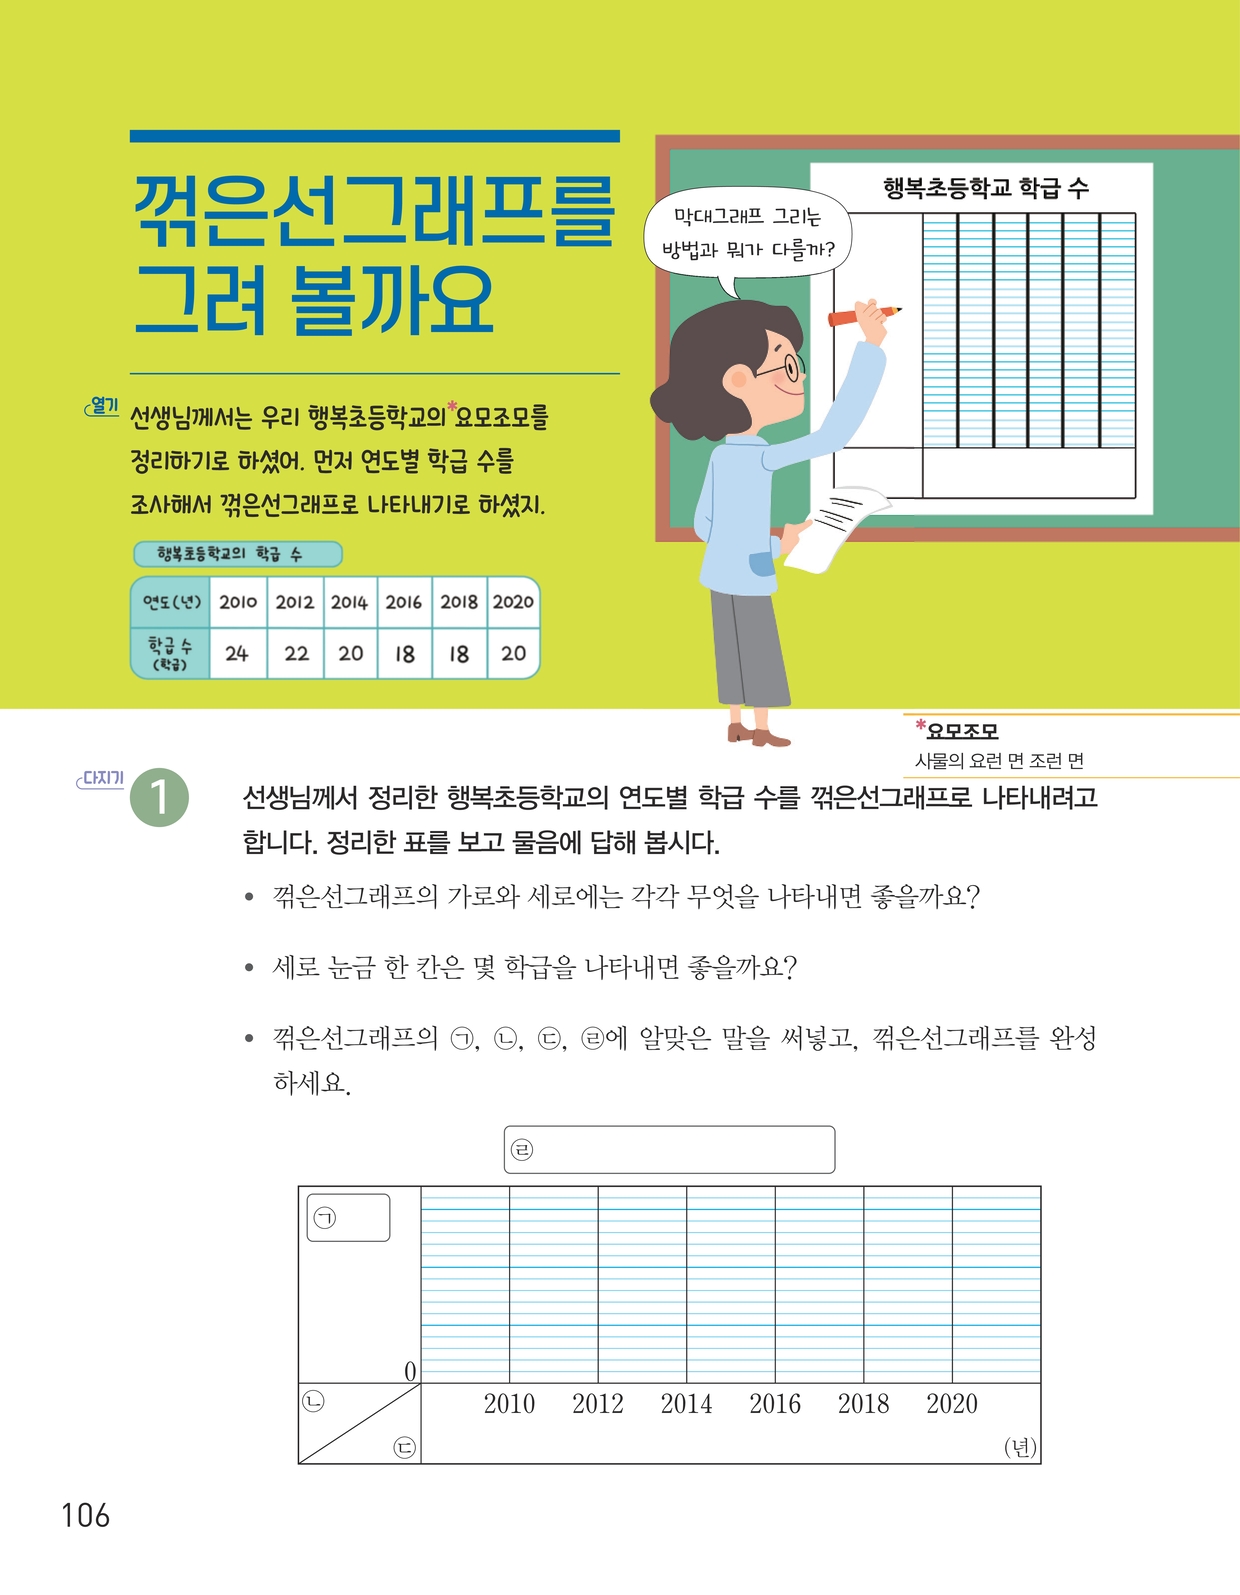 꺾은선그래프를
그려 볼까요
막대그래프 그리는
방법과 뭐가 다를까?
행복초등학교 학급 수
열기
선생님께서는 우리 행복초등학교의 *요모조모를
정리하기로 하셨어. 먼저 연도별 학급 수를
조사해서 꺾은선그래프로 나타내기로 하셨지.
행복초등학교의 학급 수
연도(년) 2010 2012 2014 2016 2018 2020
학급 수
(학급) 24 22 20 18 18 20
*요모조모
사물의 요런 면 조런 면
다지기
1 선생님께서 정리한 행복초등학교의 연도별 학급 수를 꺾은선그래프로 나타내려고
합니다. 정리한 표를 보고 물음에 답해 봅시다.
• 꺾은선그래프의 가로와 세로에는 각각 무엇을 나타내면 좋을까요?
• 세로 눈금 한 칸은 몇 학급을 나타내면 좋을까요?
• 꺾은선그래프의 ㉠, ㉡, ㉢, ㉣에 알맞은 말을 써넣고, 꺾은선그래프를 완성
하세요.
㉣
㉠
0
㉡
2010 2012 2014 2016 2018 2020
㉢
(년)
106